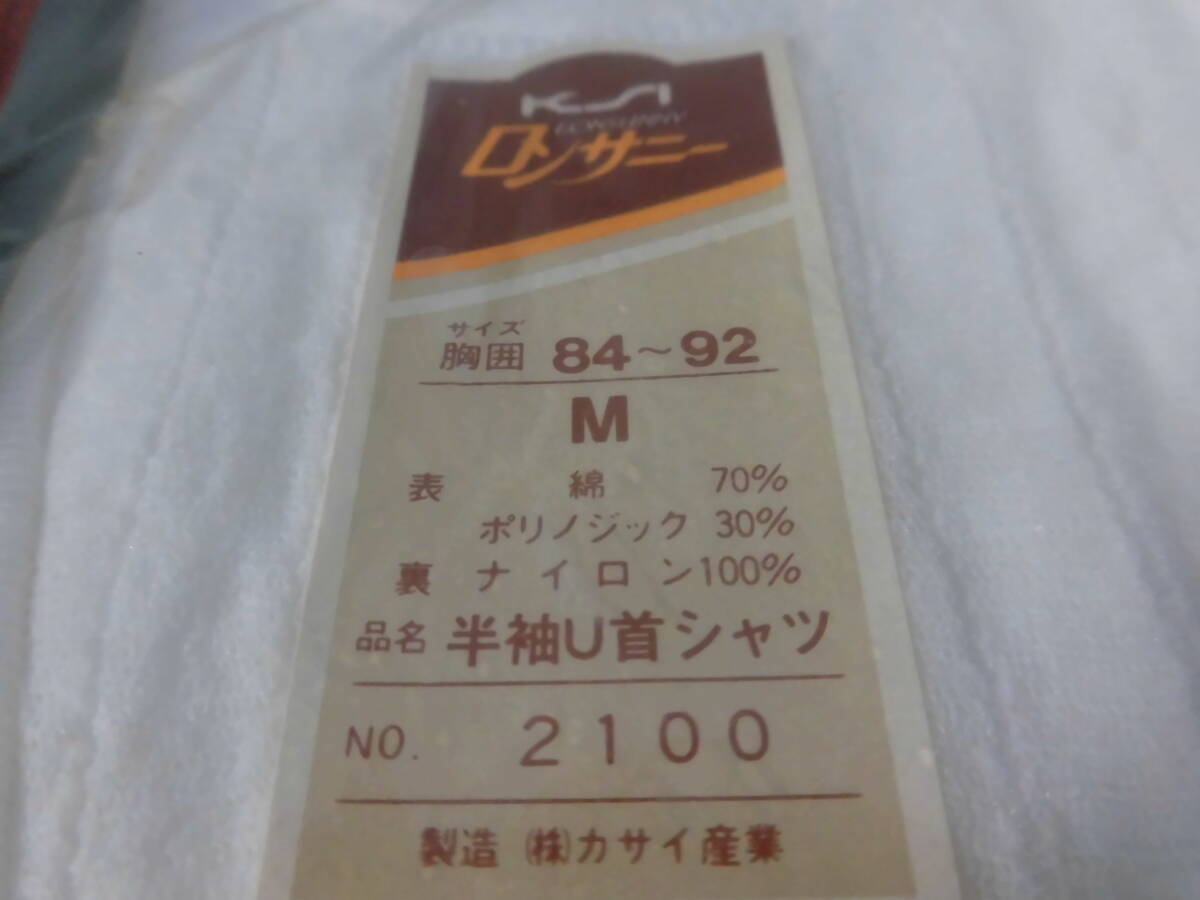 KSI
ロンサニー
サイズ
胸囲 84~92
M
表 綿 70%
ポリノジック 30%
裏 ナイロン100%
品名 半袖U首シャツ
NO. 2100
製造 (株)カサイ産業